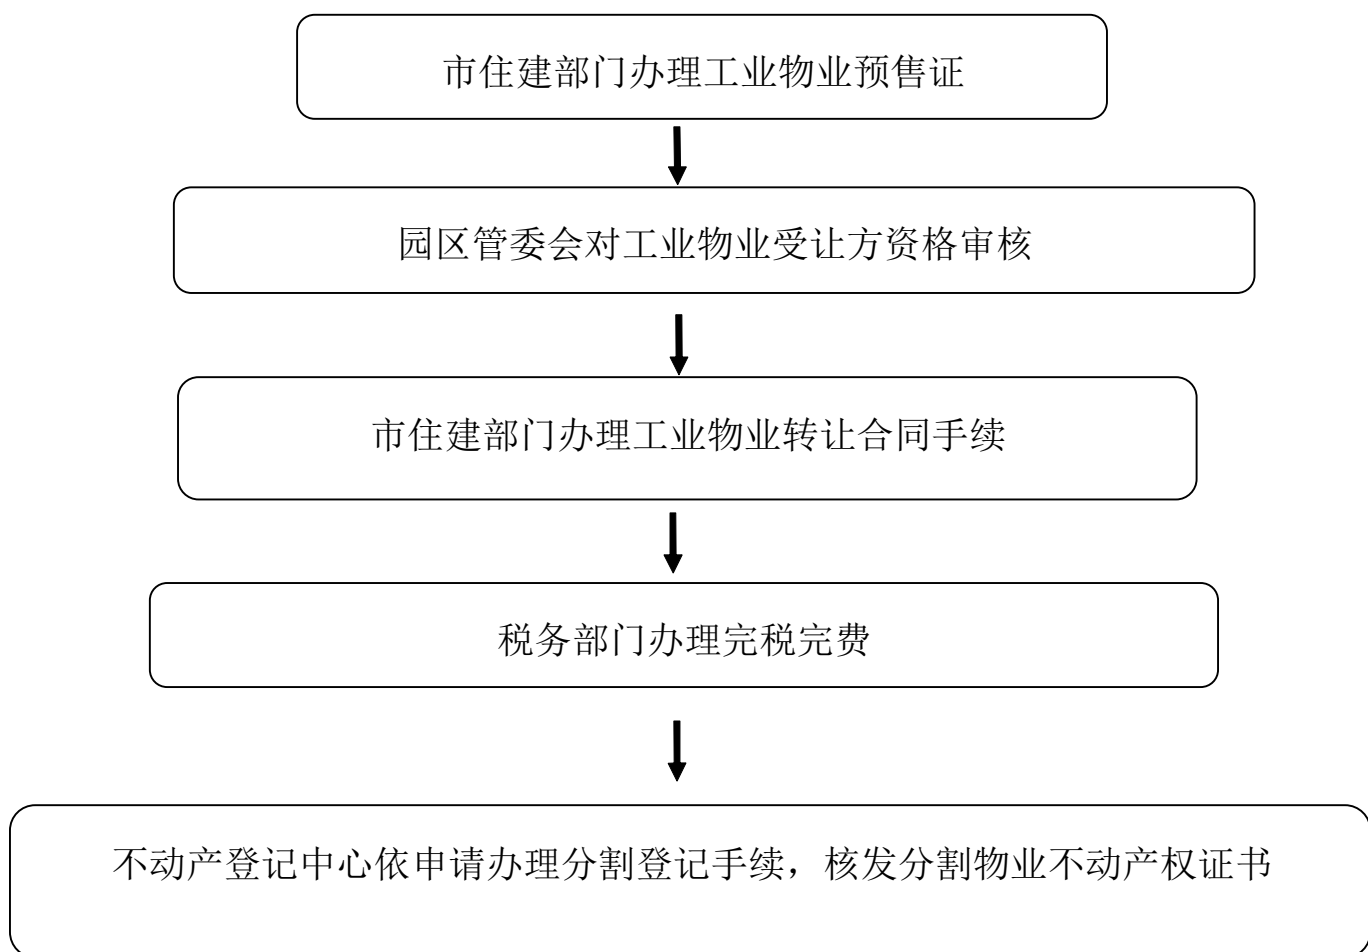 市住建部门办理工业物业预售证
园区管委会对工业物业受让方资格审核
市住建部门办理工业物业转让合同手续
税务部门办理完税完费
不动产登记中心依申请办理分割登记手续，核发分割物业不动产权证书